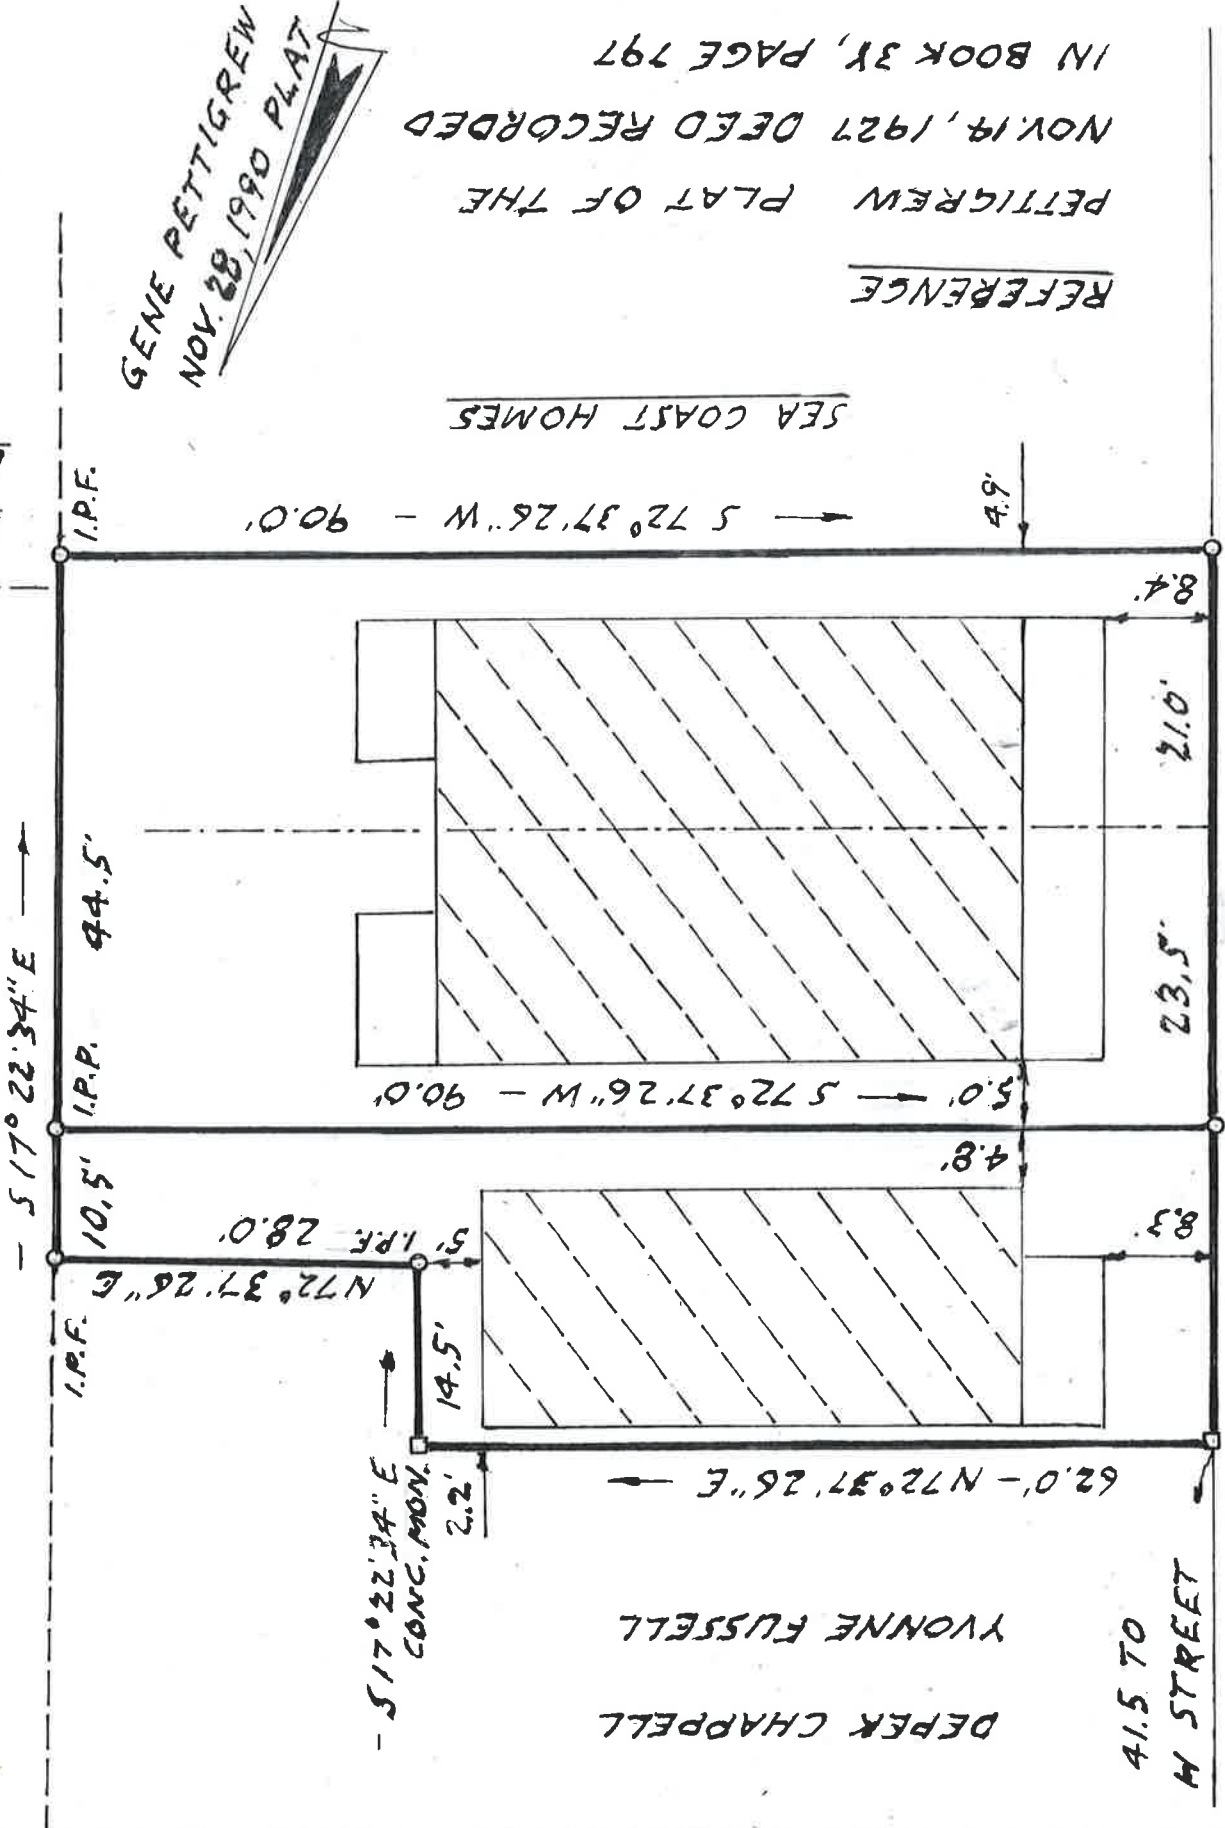 GENE PETTIGREW
NOV. 28, 1990 PLAT
N
REFERENCE
PETTIGREW PLAT OF THE
NOV. 14, 1927 DEED RECORDED
IN BOOK 3Y, PAGE 797
SEA COAST HOMES
S 72° 37' 26" W - 90.0'
I.P.F.
4.9'
8.4'
- S 17° 22' 34" E
44.5'
21.0'
23.5'
I.P.P.
5.0'
S 72° 37' 26" W - 90.0'
4.8'
10.5'
I.P.F. 28.0'
N 72° 37' 26" E
5'
8.3'
I.P.F.
14.5'
- S 17° 22' 34" E
CONC. MON.
2.2'
62.0' - N 72° 37' 26" E
YVONNE FUSSELL
DEREK CHAPPELL
41.5 TO
H STREET